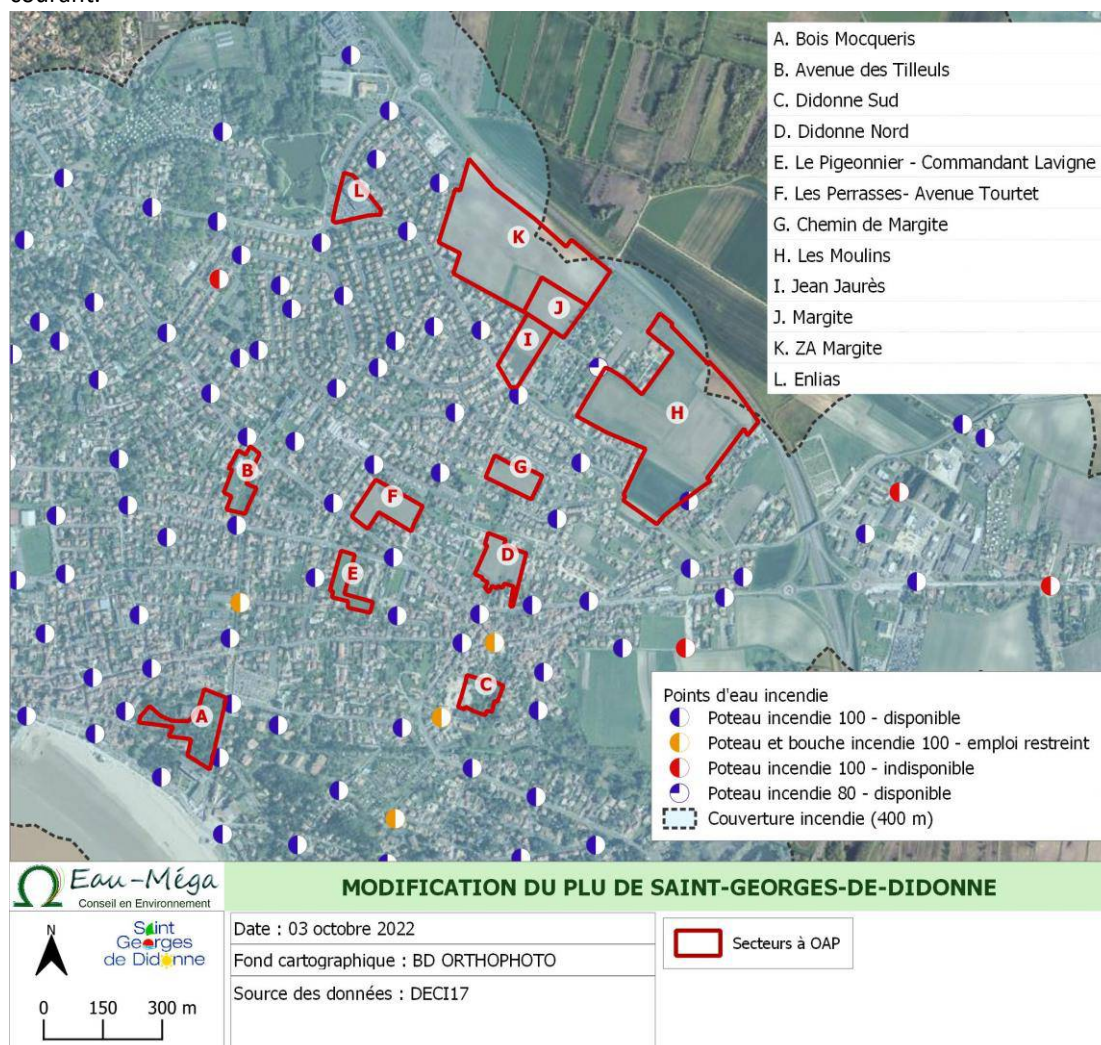 courant.
A. Bois Mocqueris
B. Avenue des Tilleuls
C. Didonne Sud
D. Didonne Nord
E. Le Pigeonnier - Commandant Lavigne
F. Les Perrasses- Avenue Tourtet
G. Chemin de Margite
H. Les Moulins
I. Jean Jaurès
J. Margite
K. ZA Margite
L. Enlias
L
K
J
I
H
B
G
F
D
E
C
A
Points d'eau incendie
Poteau incendie 100 - disponible
Poteau et bouche incendie 100 - emploi restreint
Poteau incendie 100 - indisponible
Poteau incendie 80 - disponible
Couverture incendie (400 m)
Eau-Méga
Conseil en Environnement
MODIFICATION DU PLU DE SAINT-GEORGES-DE-DIDONNE
N
Saint
Georges
de Didonne
Date : 03 octobre 2022
Fond cartographique : BD ORTHOPHOTO
Source des données : DECI17
Secteurs à OAP
0 150 300 m